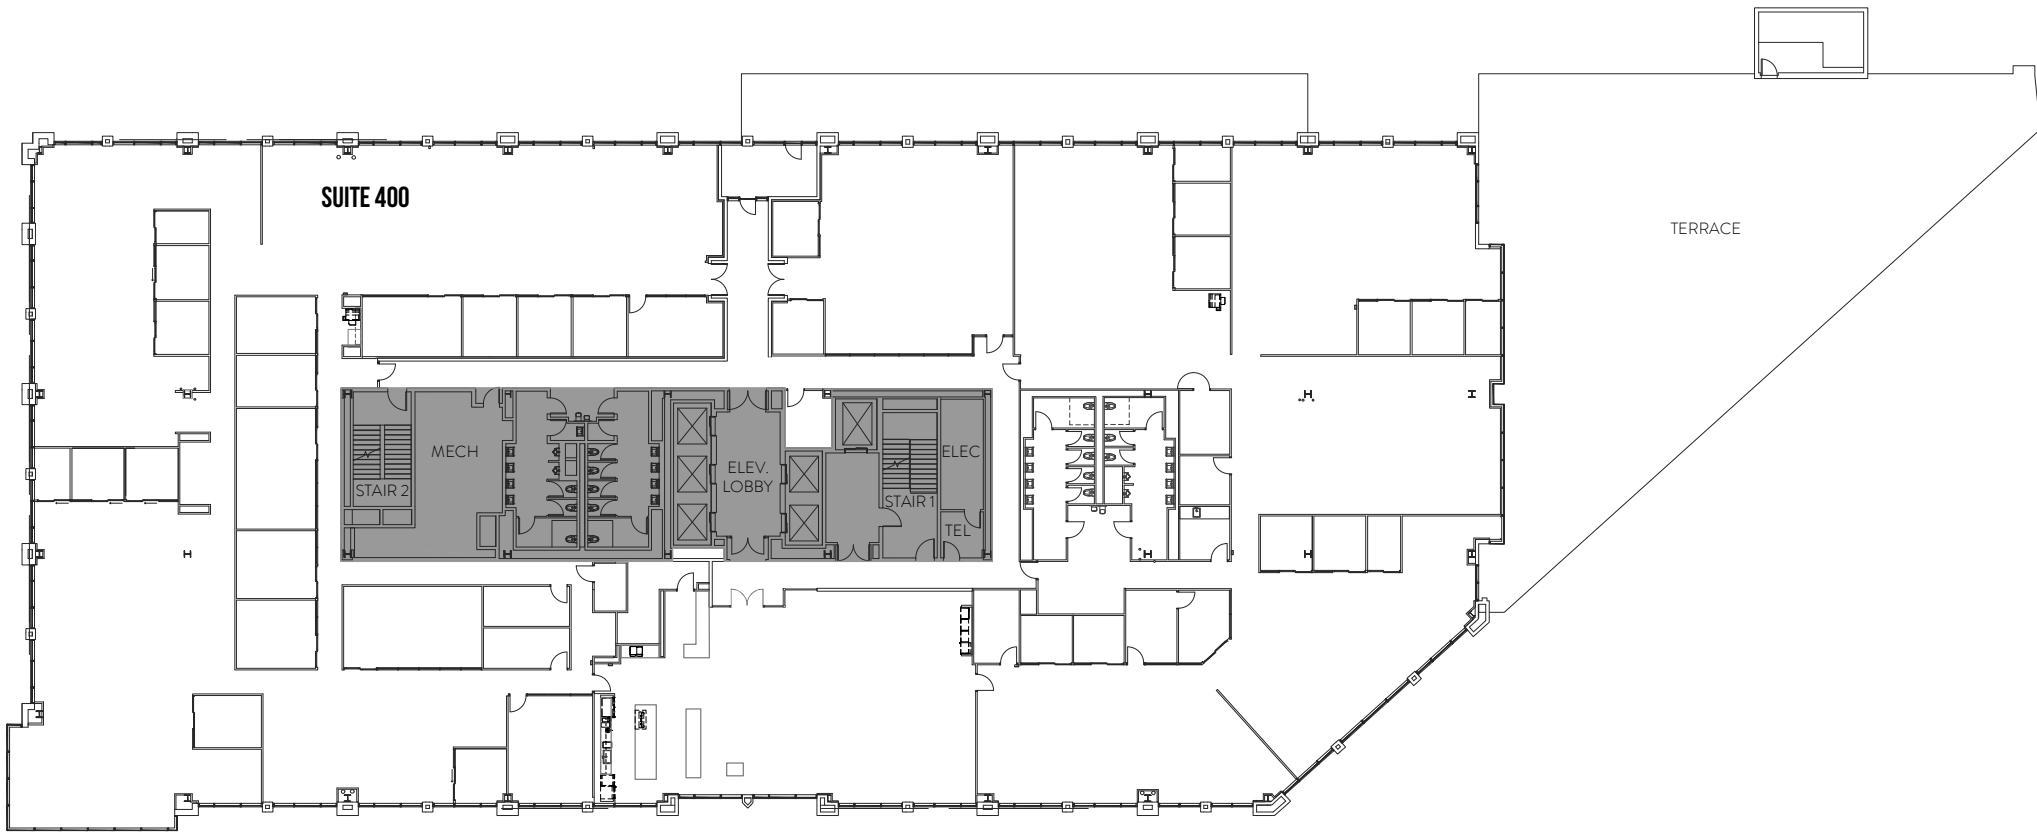 SUITE 400
TERRACE
MECH
STAIR 2
ELEV.
LOBBY
ELEC
STAIR 1
TEL